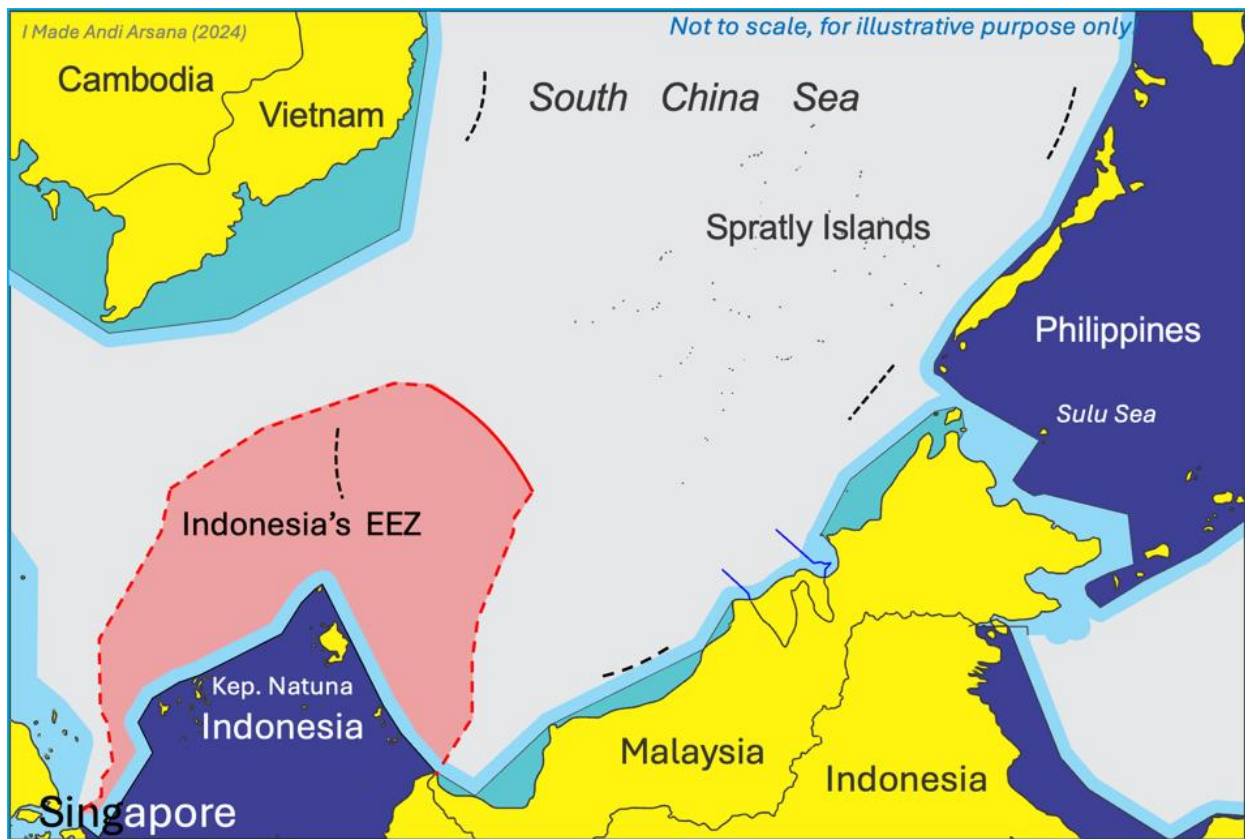 I Made Andi Arsana (2024)
Not to scale, for illustrative purpose only
Cambodia
South China Sea
Vietnam
Spratly Islands
Philippines
Sulu Sea
Indonesia's EEZ
Kep. Natuna
Indonesia
Malaysia
Indonesia
Singapore